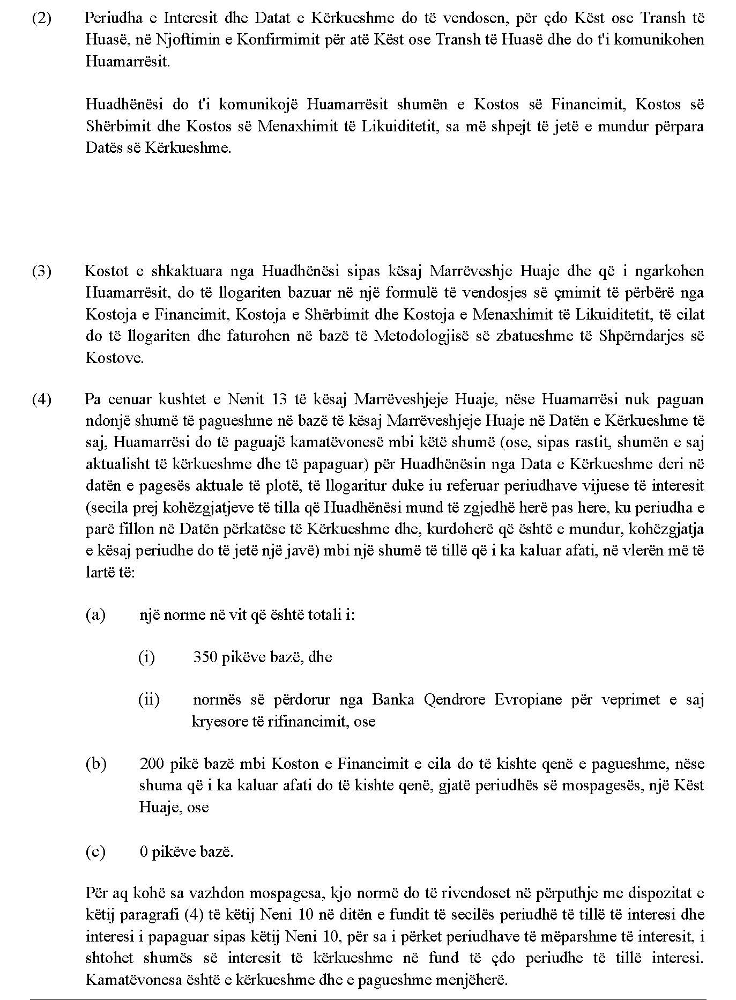 (2) Periudha e Interesit dhe Datat e Kërkueshme do të vendosen, për çdo Këst ose Transh të
Huasë, në Njoftimin e Konfirmimit për atë Këst ose Transh të Huasë dhe do t'i komunikohen
Huamarrësit.
Huadhënësi do t'i komunikojë Huamarrësit shumën e Kostos së Financimit, Kostos së
Shërbimit dhe Kostos së Menaxhimit të Likuiditetit, sa më shpejt të jetë e mundur përpara
Datës së Kërkueshme.
(3) Kostot e shkaktuara nga Huadhënësi sipas kësaj Marrëveshje Huaje dhe që i ngarkohen
Huamarrësit, do të llogariten bazuar në një formulë të vendosjes së çmimit të përbërë nga
Kostoja e Financimit, Kostoja e Shërbimit dhe Kostoja e Menaxhimit të Likuiditetit, të cilat
do të llogariten dhe faturohen në bazë të Metodologjisë së zbatueshme të Shpërndarjes së
Kostove.
(4) Pa cenuar kushtet e Nenit 13 të kësaj Marrëveshjeje Huaje, nëse Huamarrësi nuk paguan
ndonjë shumë të pagueshme në bazë të kësaj Marrëveshjeje Huaje në Datën e Kërkueshme të
saj, Huamarrësi do të paguajë kamatëvonesë mbi këtë shumë (ose, sipas rastit, shumën e saj
aktualisht të kërkueshme dhe të papaguar) për Huadhënësin nga Data e Kërkueshme deri në
datën e pagesës aktuale të plotë, të llogaritur duke iu referuar periudhave vijuese të interesit
(secila prej kohëzgjatjeve të tilla që Huadhënësi mund të zgjedhë herë pas here, ku periudha e
parë fillon në Datën përkatëse të Kërkueshme dhe, kurdoherë që është e mundur, kohëzgjatja
e kësaj periudhe do të jetë një javë) mbi një shumë të tillë që i ka kaluar afati, në vlerën më të
lartë të:
(a) një norme në vit që është totali i:
(i) 350 pikëve bazë, dhe
(ii) normës së përdorur nga Banka Qendrore Evropiane për veprimet e saj
kryesore të rifinancimit, ose
(b) 200 pikë bazë mbi Koston e Financimit e cila do të kishte qenë e pagueshme, nëse
shuma që i ka kaluar afati do të kishte qenë, gjatë periudhës së mospagesës, një Këst
Huaje, ose
(c) 0 pikëve bazë.
Për aq kohë sa vazhdon mospagesa, kjo normë do të rivendoset në përputhje me dispozitat e
këtij paragrafi (4) të këtij Neni 10 në ditën e fundit të secilës periudhë të tillë të interesi dhe
interesi i papaguar sipas këtij Neni 10, për sa i përket periudhave të mëparshme të interesit, i
shtohet shumës së interesit të kërkueshme në fund të çdo periudhe të tillë interesi.
Kamatëvonesa është e kërkueshme dhe e pagueshme menjëherë.